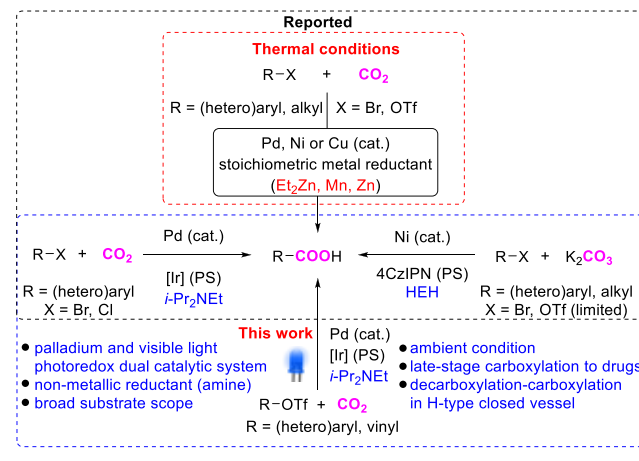 Reported
Thermal conditions
R–X + CO2
R = (hetero)aryl, alkyl X = Br, OTf
Pd, Ni or Cu (cat.)
stoichiometric metal reductant
(Et2Zn, Mn, Zn)
R–X + CO2
Pd (cat.)
[Ir] (PS)
i-Pr2NEt
R = (hetero)aryl
X = Br, Cl
R–COOH
Ni (cat.)
4CzIPN (PS)
HEH
R–X + K2CO3
R = (hetero)aryl, alkyl
X = Br, OTf (limited)
This work
Pd (cat.)
[Ir] (PS)
i-Pr2NEt
R–OTf + CO2
R = (hetero)aryl, vinyl
● palladium and visible light
photoredox dual catalytic system
● non-metallic reductant (amine)
● broad substrate scope
● ambient condition
● late-stage carboxylation to drugs
● decarboxylation-carboxylation
in H-type closed vessel